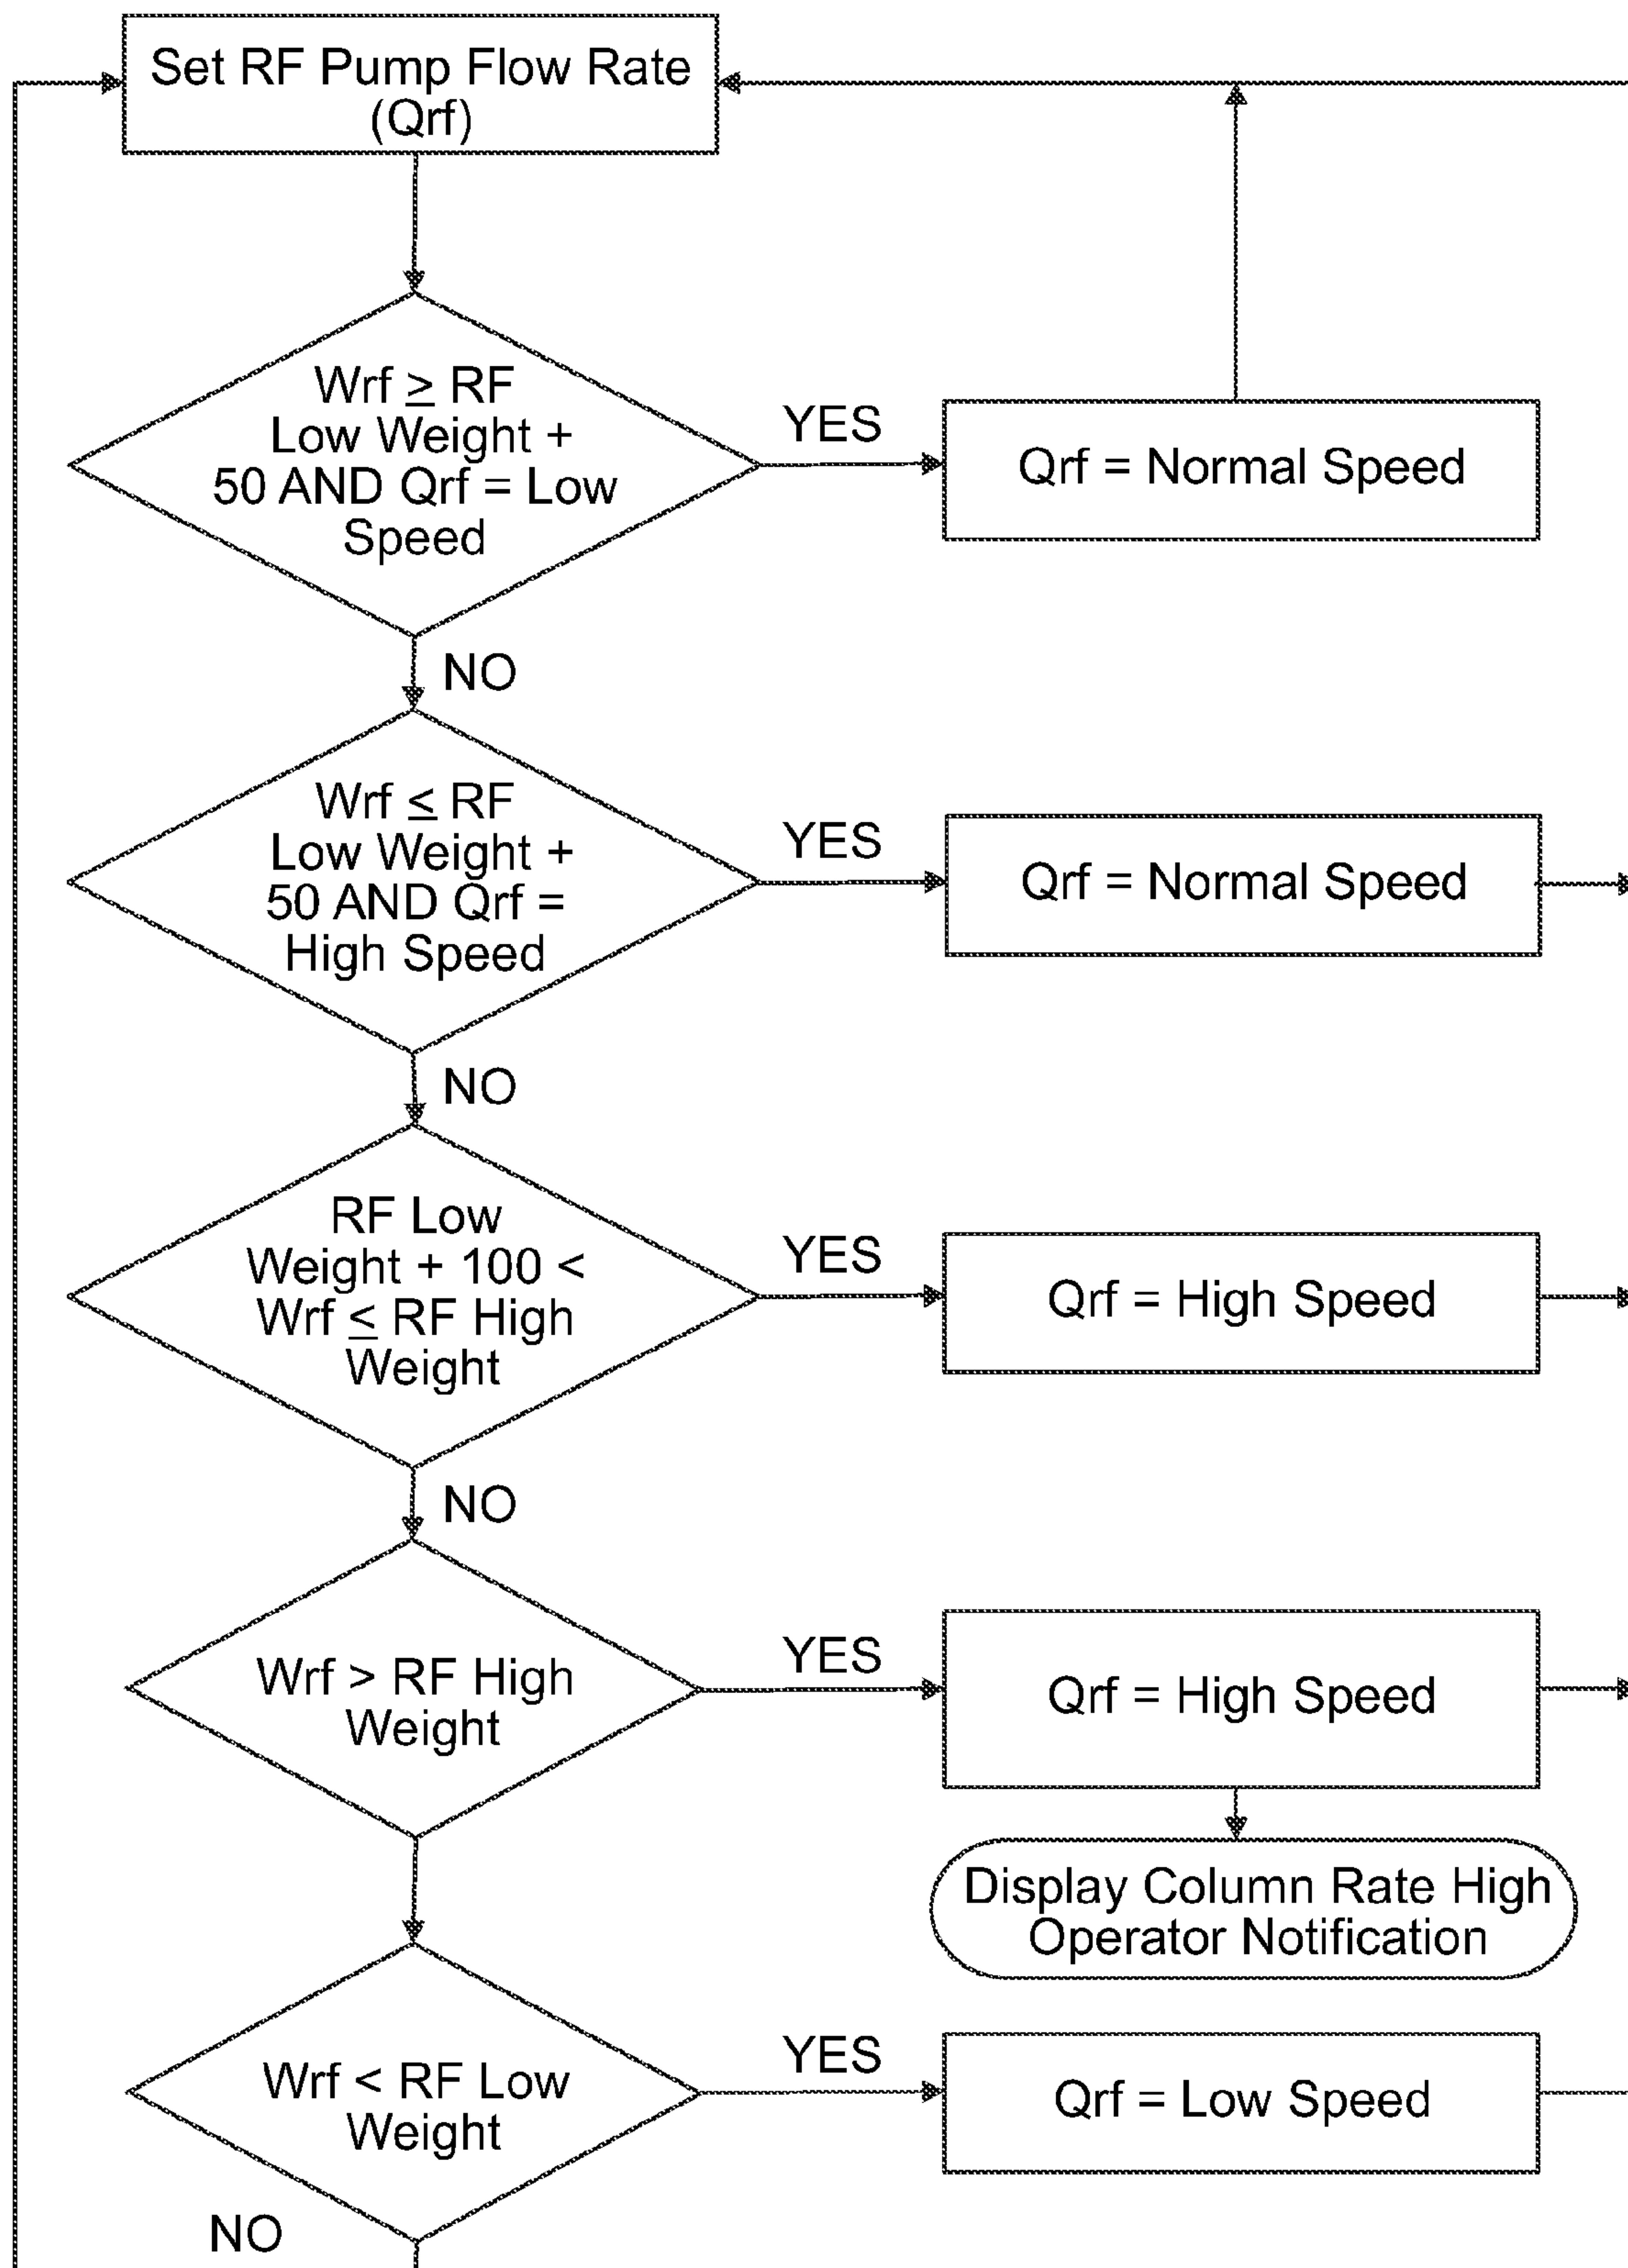 Set RF Pump Flow Rate
(Qrf)
Wrf ≥ RF
Low Weight +
50 AND Qrf = Low
Speed
YES
Qrf = Normal Speed
NO
Wrf ≤ RF
Low Weight +
50 AND Qrf =
High Speed
YES
Qrf = Normal Speed
NO
RF Low
Weight + 100 <
Wrf ≤ RF High
Weight
YES
Qrf = High Speed
NO
Wrf > RF High
Weight
YES
Qrf = High Speed
Display Column Rate High
Operator Notification
Wrf < RF Low
Weight
YES
Qrf = Low Speed
NO